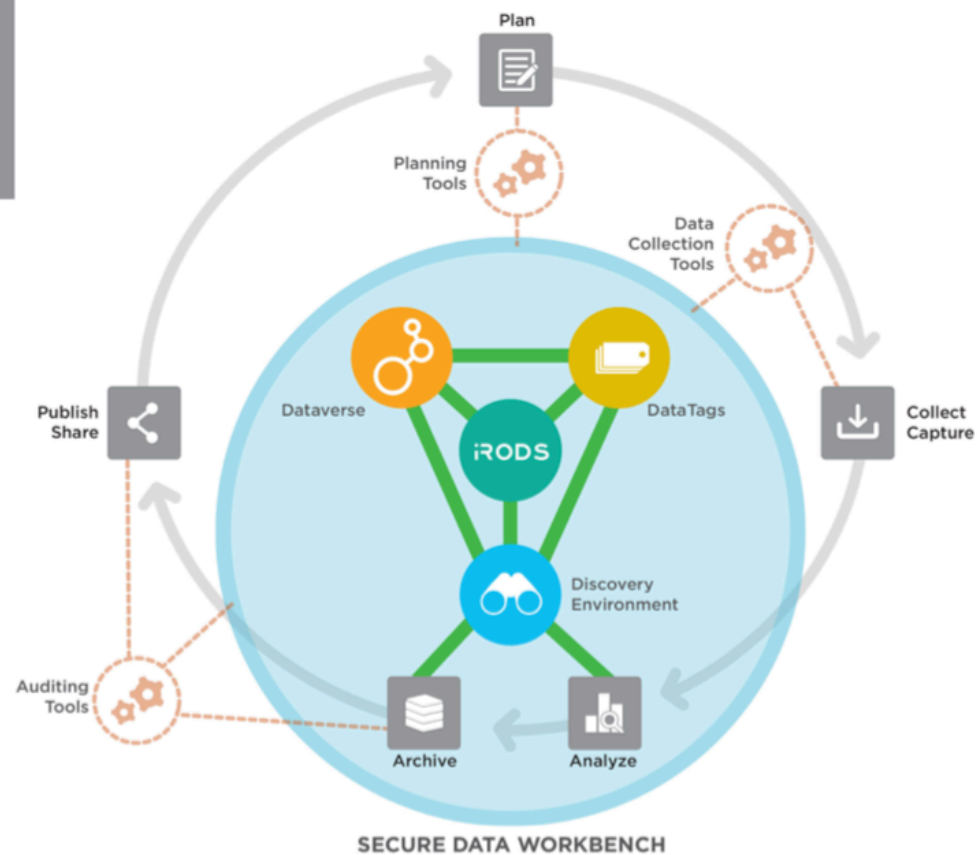 Plan
Planning
Tools
Data
Collection
Tools
Dataverse
DataTags
iRODS
Publish
Share
Collect
Capture
Discovery
Environment
Auditing
Tools
Archive
Analyze
SECURE DATA WORKBENCH